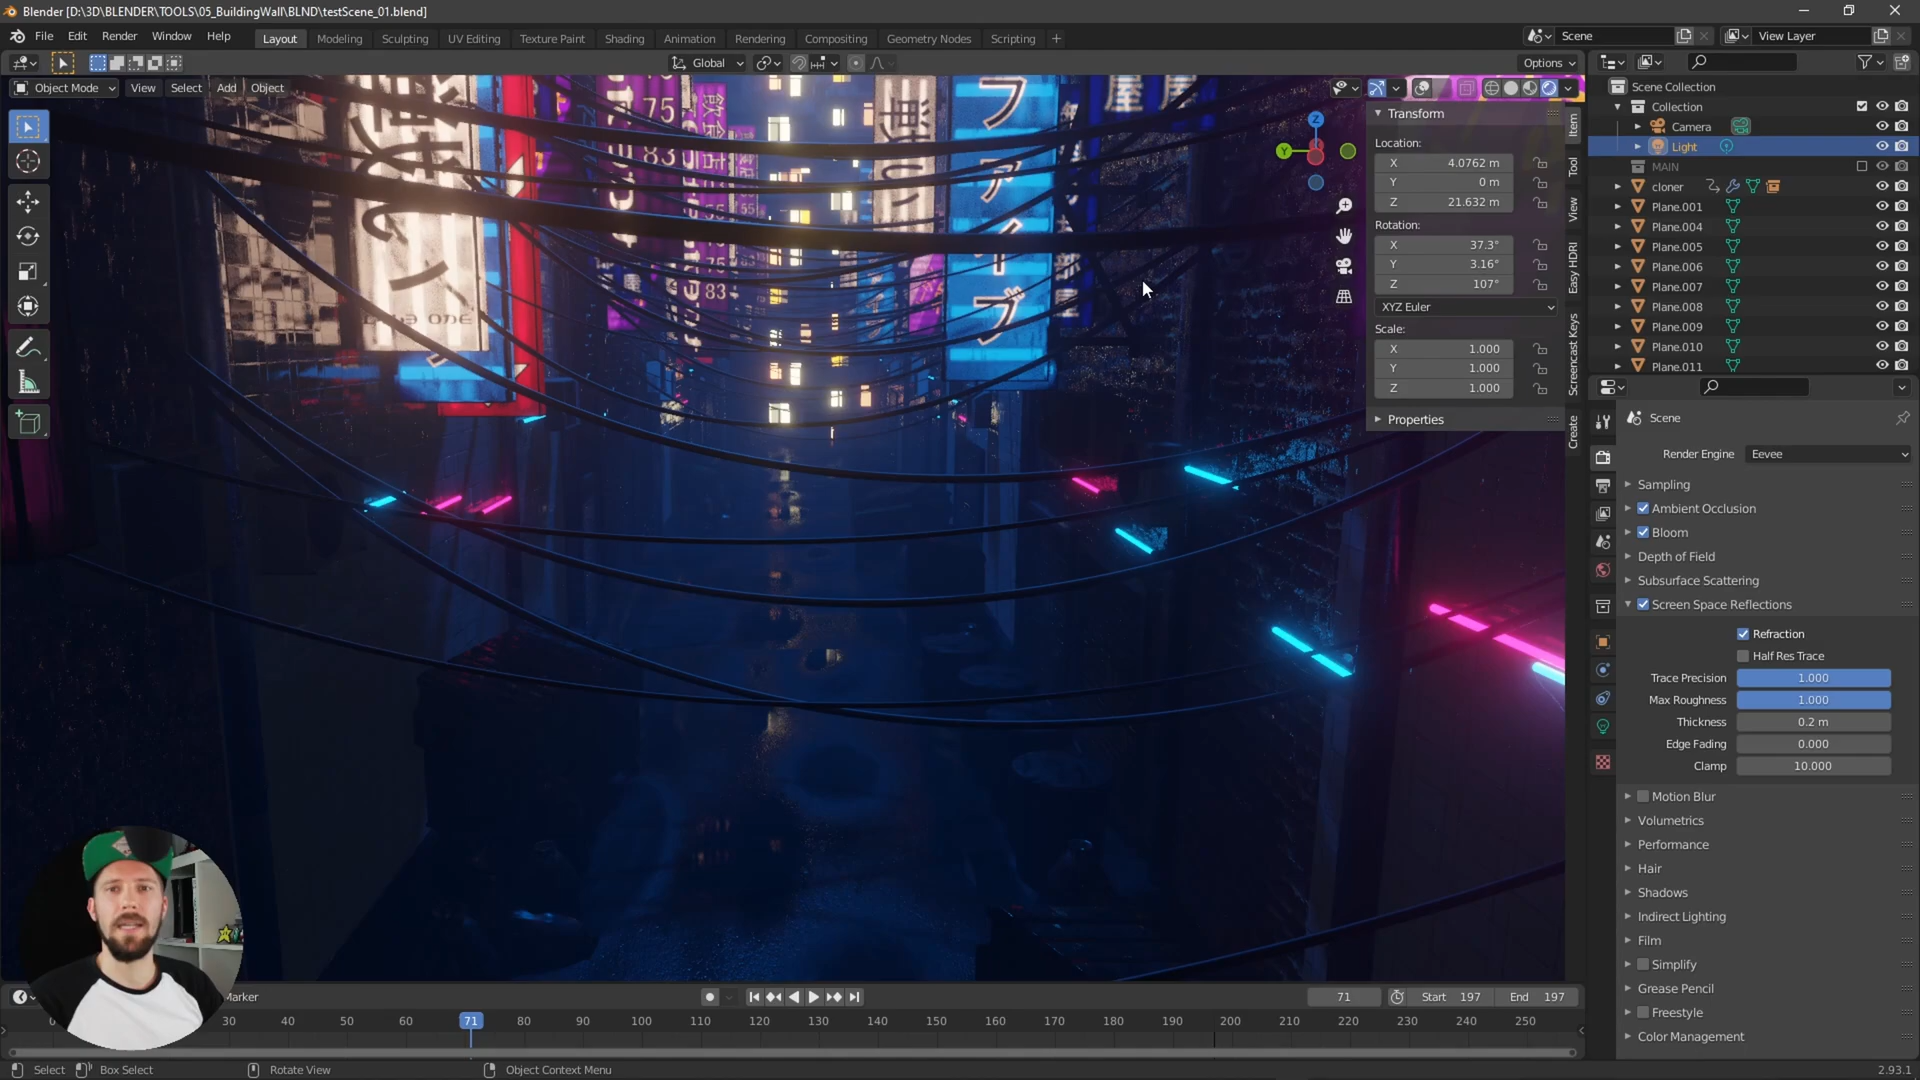 Blender [D:\3D\BLENDER\TOOLS\05_BuildingWall\BLND\testScene_01.blend]
File Edit Render Window Help
Layout Modeling Sculpting UV Editing Texture Paint Shading Animation Rendering Compositing Geometry Nodes Scripting +
Scene View Layer
Global
Options
Object Mode View Select Add Object
75
83
75
83
ファイブ
Transform
Location:
X 4.0762 m
Y 0 m
Z 21.632 m
Rotation:
X 37.3°
Y 3.16°
Z 107°
XYZ Euler
Scale:
X 1.000
Y 1.000
Z 1.000
Properties
Item
Tool
View
Easy HDRI
Screencast Keys
Create
Z
Y
Scene Collection
Collection
Camera
Light
MAIN
cloner
Plane.001
Plane.004
Plane.005
Plane.006
Plane.007
Plane.008
Plane.009
Plane.010
Plane.011
Scene
Render Engine Eevee
Sampling
Ambient Occlusion
Bloom
Depth of Field
Subsurface Scattering
Screen Space Reflections
Refraction
Half Res Trace
Trace Precision 1.000
Max Roughness 1.000
Thickness 0.2 m
Edge Fading 0.000
Clamp 10.000
Motion Blur
Volumetrics
Performance
Hair
Shadows
Indirect Lighting
Film
Simplify
Grease Pencil
Freestyle
Color Management
Marker
71 Start 197 End 197
0 30 40 50 60 71 80 90 100 110 120 130 140 150 160 170 180 190 200 210 220 230 240 250
Select Box Select Rotate View Object Context Menu 2.93.1